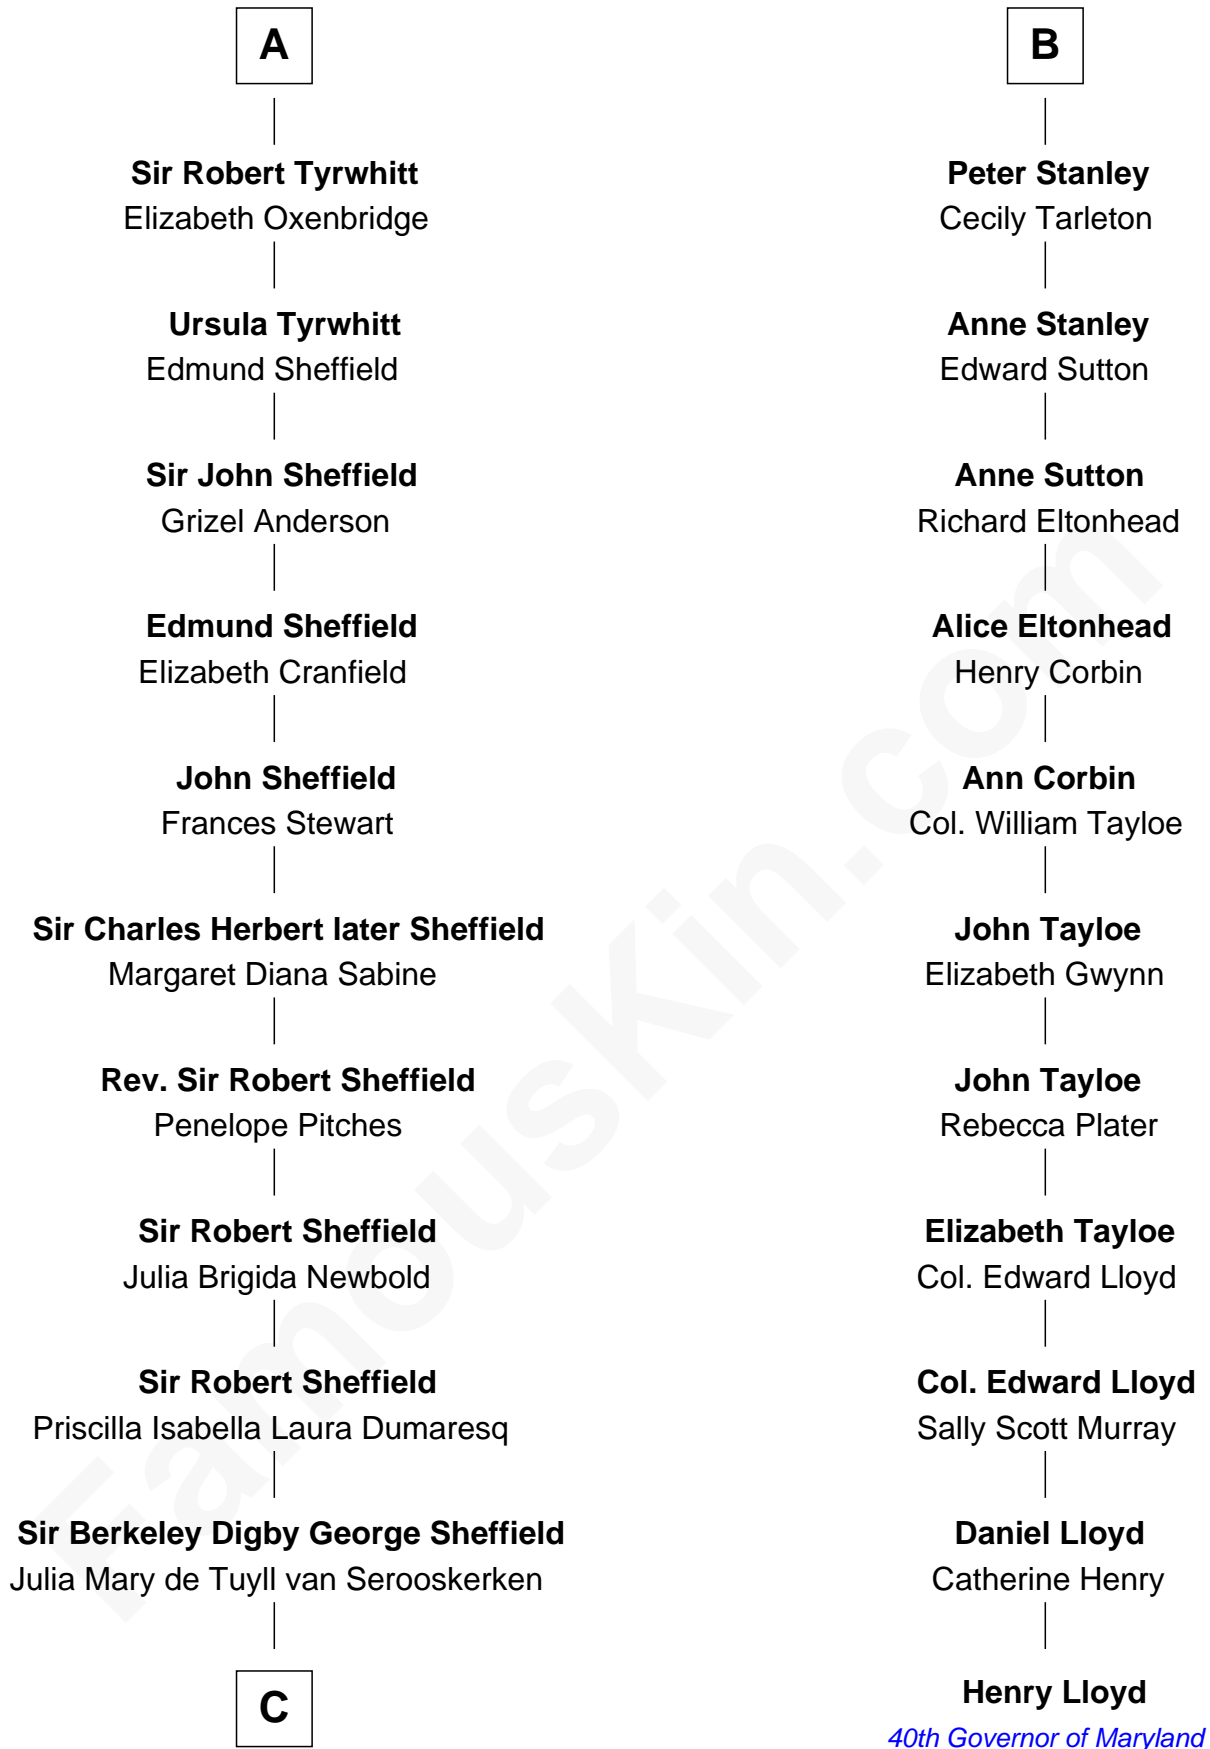 A
Sir Robert Tyrwhitt
Elizabeth Oxenbridge
Ursula Tyrwhitt
Edmund Sheffield
Sir John Sheffield
Grizel Anderson
Edmund Sheffield
Elizabeth Cranfield
John Sheffield
Frances Stewart
Sir Charles Herbert later Sheffield
Margaret Diana Sabine
Rev. Sir Robert Sheffield
Penelope Pitches
Sir Robert Sheffield
Julia Brigida Newbold
Sir Robert Sheffield
Priscilla Isabella Laura Dumaresq
Sir Berkeley Digby George Sheffield
Julia Mary de Tuyll van Serooskerken
C
B
Peter Stanley
Cecily Tarleton
Anne Stanley
Edward Sutton
Anne Sutton
Richard Eltonhead
Alice Eltonhead
Henry Corbin
Ann Corbin
Col. William Tayloe
John Tayloe
Elizabeth Gwynn
John Tayloe
Rebecca Plater
Elizabeth Tayloe
Col. Edward Lloyd
Col. Edward Lloyd
Sally Scott Murray
Daniel Lloyd
Catherine Henry
Henry Lloyd
40th Governor of Maryland
FamousKin.com